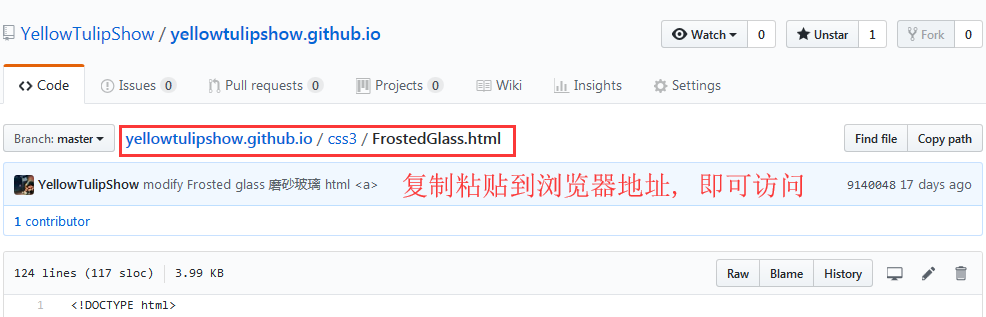 YellowTulipShow / yellowtulipshow.github.io
Watch 0 Unstar 1 Fork 0
Code Issues 0 Pull requests 0 Projects 0 Wiki Insights Settings
Branch: master yellowtulipshow.github.io / css3 / FrostedGlass.html Find file Copy path
YellowTulipShow modify Frosted glass 磨砂玻璃 html <a> 复制粘贴到浏览器地址，即可访问 9140048 17 days ago
1 contributor
124 lines (117 sloc) 3.99 KB Raw Blame History
1 <!DOCTYPE html>